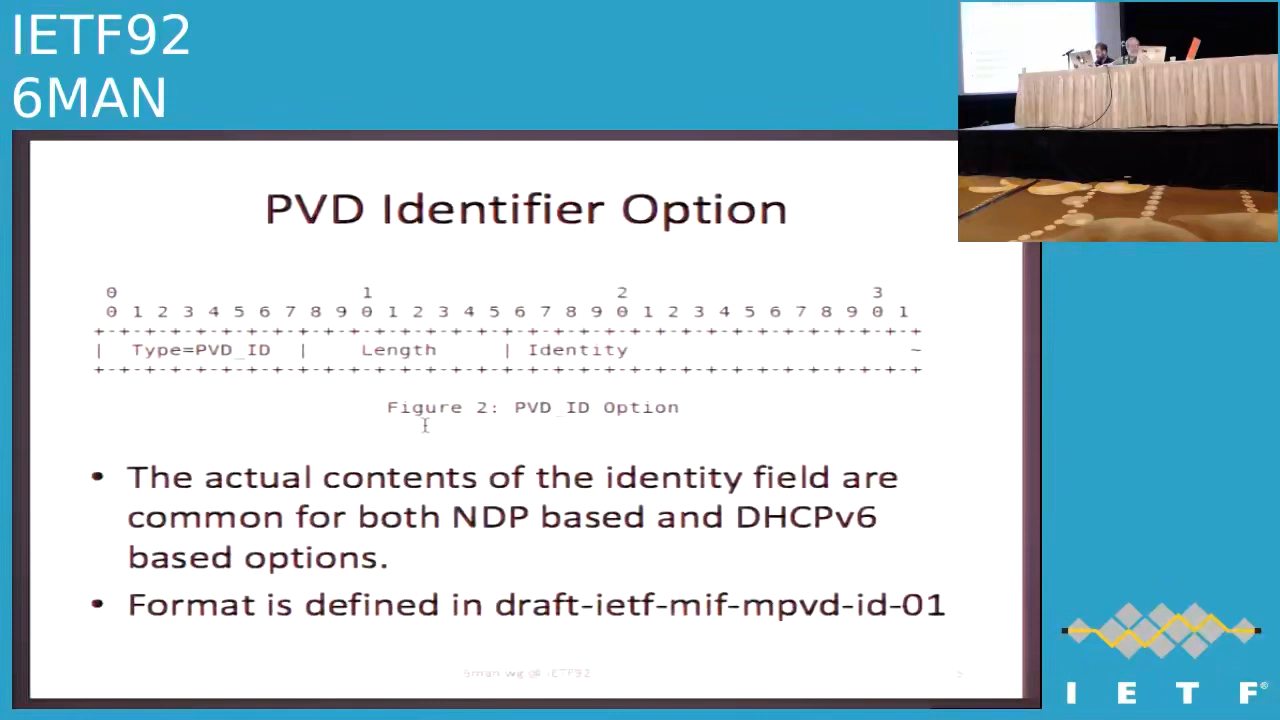 IETF92
6MAN
PVD Identifier Option
0 1 2 3
0 1 2 3 4 5 6 7 8 9 0 1 2 3 4 5 6 7 8 9 0 1 2 3 4 5 6 7 8 9 0 1
+-+-+-+-+-+-+-+-+-+-+-+-+-+-+-+-+-+-+-+-+-+-+-+-+-+-+-+-+-+-+-+-+
| Type=PVD_ID | Length | Identity ~
+-+-+-+-+-+-+-+-+-+-+-+-+-+-+-+-+-+-+-+-+-+-+-+-+-+-+-+-+-+-+-+-+
Figure 2: PVD_ID Option
• The actual contents of the identity field are
common for both NDP based and DHCPv6
based options.
• Format is defined in draft-ietf-mif-mpvd-id-01
6man wg @ IETF92
5
I E T F®